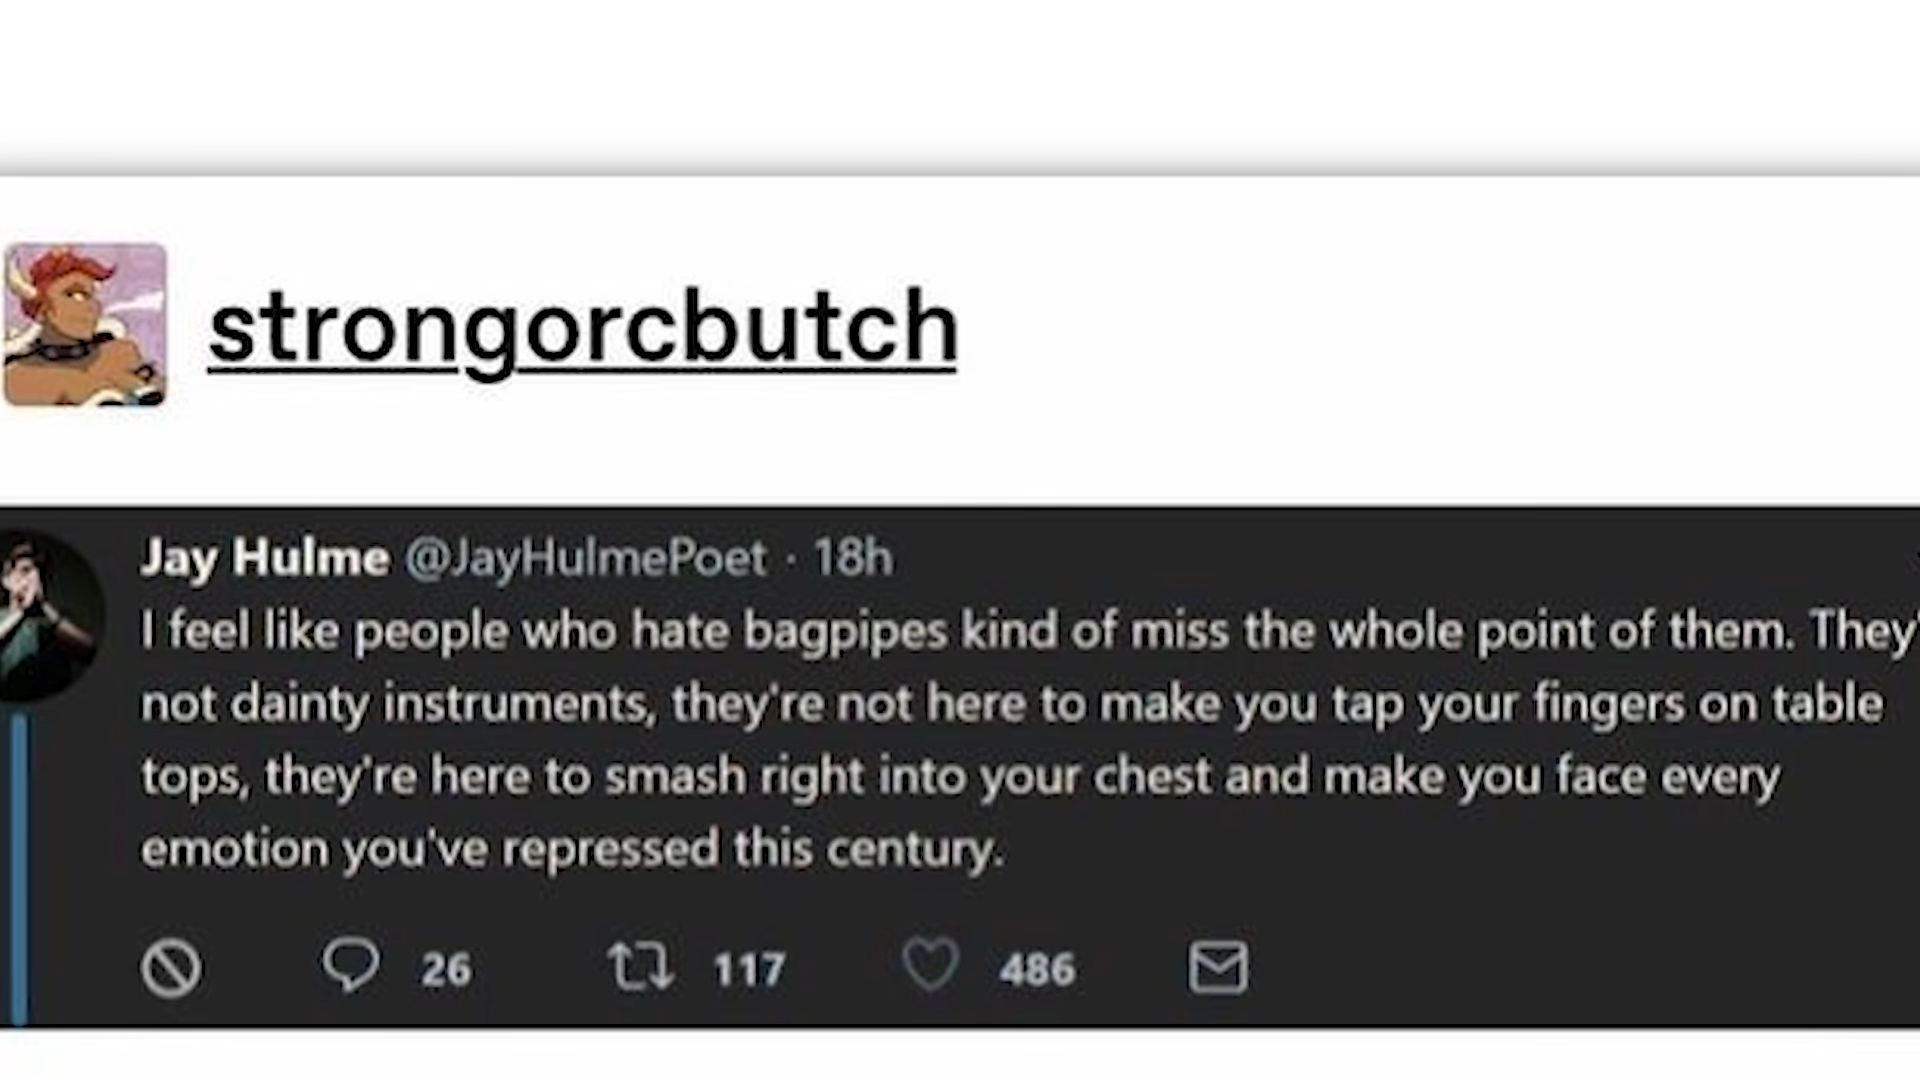 strongorcbutch
Jay Hulme @JayHulmePoet · 18h
I feel like people who hate bagpipes kind of miss the whole point of them. They'
not dainty instruments, they're not here to make you tap your fingers on table
tops, they're here to smash right into your chest and make you face every
emotion you've repressed this century.
26 117 486